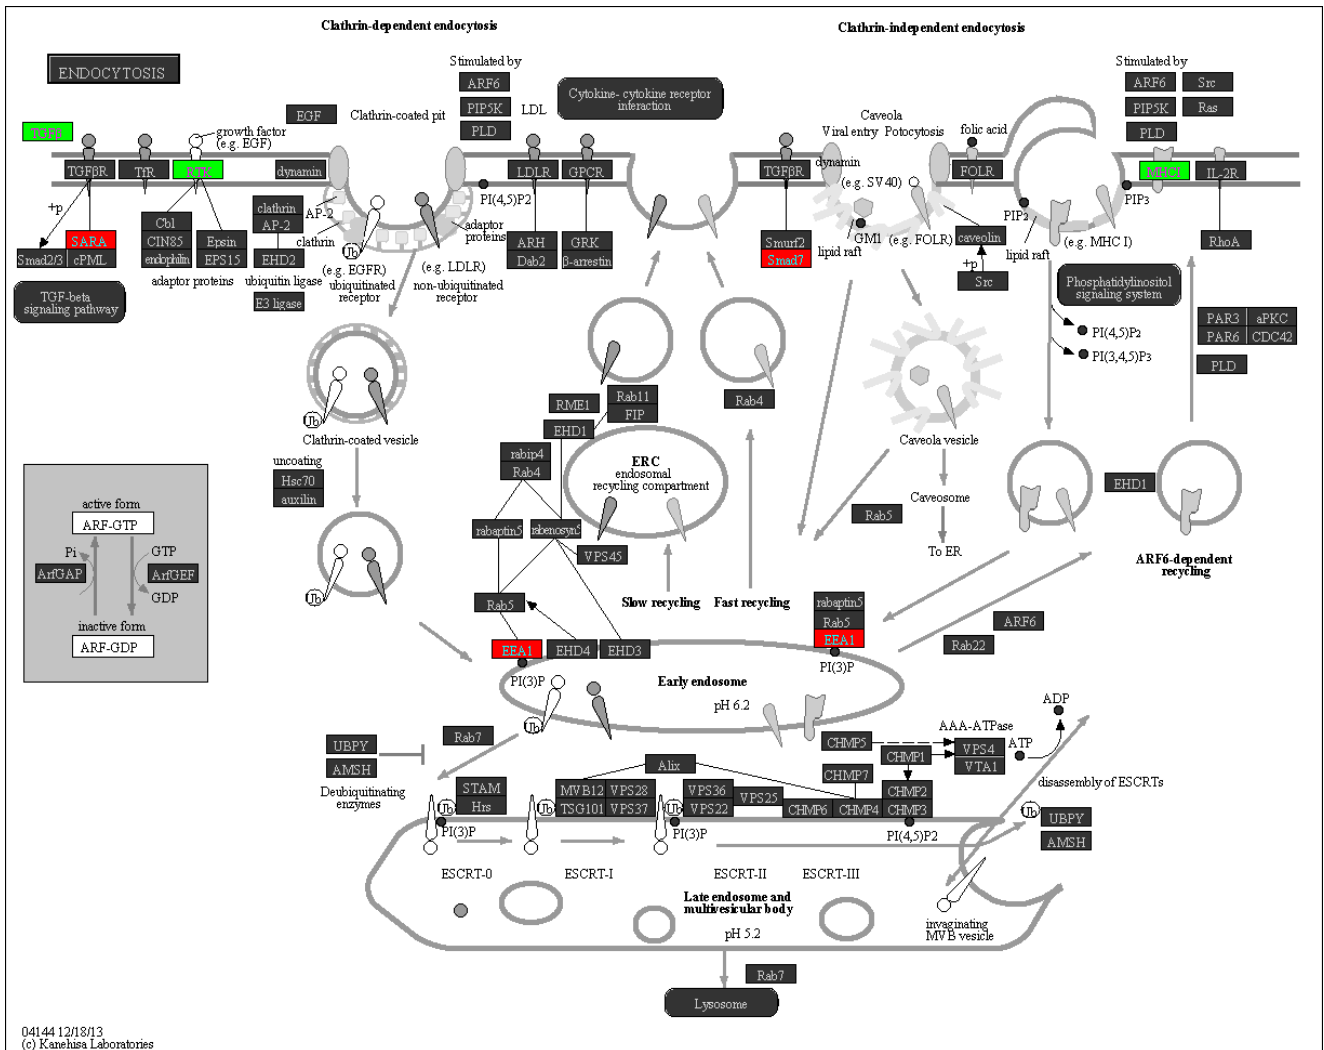 Clathrin-dependent endocytosis
Clathrin-independent endocytosis
ENDOCYTOSIS
Stimulated by
ARF6
PIP5K
PLD
LDL
Cytokine- cytokine receptor
interaction
EGF
Clathrin-coated pit
growth factor
(e.g. EGF)
TGFβ
TGFβR
TfR
RTK
dynamin
LDLR
GPCR
TGFβR
Caveola
Viral entry
Potocytosis
folic acid
dynamin
FOLR
Stimulated by
ARF6
Src
PIP5K
Ras
PLD
MHCI
IL-2R
+p
SARA
Smad2/3
cPML
Cbl
CIN85
endophilin
Epsin
EPS15
adaptor proteins
clathrin
AP-2
EHD2
ubiquitin ligase
E3 ligase
AP-2
clathrin
Ub
(e.g. EGFR)
ubiquitinated
receptor
(e.g. LDLR)
non-ubiquitinated
receptor
adaptor
proteins
PI(4,5)P2
ARH
Dab2
GRK
β-arrestin
Smurf2
Smad7
(e.g. SV40)
GM1
lipid raft
(e.g. FOLR)
caveolin
+p
Src
PIP2
lipid raft
PIP3
(e.g. MHC I)
RhoA
TGF-beta
signaling pathway
Phosphatidylinositol
signaling system
PI(4,5)P2
PI(3,4,5)P3
PAR3
aPKC
PAR6
CDC42
PLD
Ub
Clathrin-coated vesicle
uncoating
Hsc70
auxilin
RME1
Rab11
FIP
EHD1
Rab4
rabip4
Rab4
ERC
endosomal
recycling compartment
rabaptin5
rabenosyn5
VPS45
Caveola vesicle
Caveosome
Rab5
To ER
EHD1
ARF6-dependent
recycling
active form
ARF-GTP
Pi
GTP
ArfGAP
ArfGEF
GDP
inactive form
ARF-GDP
Ub
Rab5
Slow recycling
Fast recycling
EEA1
EHD4
EHD3
PI(3)P
rabaptin5
Rab5
EEA1
PI(3)P
Rab22
ARF6
Early endosome
pH 6.2
Ub
Rab7
UBPY
AMSH
Deubiquitinating
enzymes
ADP
AAA-ATPase
ATP
CHMP5
CHMP1
VPS4
VTA1
disassembly of ESCRTs
Alix
CHMP7
STAM
Hrs
MVB12
VPS28
TSG101
VPS37
VPS36
VPS22
VPS25
CHMP6
CHMP4
CHMP2
CHMP3
Ub
Ub
Ub
PI(3)P
PI(3)P
PI(4,5)P2
Ub
UBPY
AMSH
ESCRT-0
ESCRT-I
ESCRT-II
ESCRT-III
Late endosome and
multivesicular body
pH 5.2
invaginating
MVB vesicle
Rab7
Lysosome
04144 12/18/13
(c) Kanehisa Laboratories